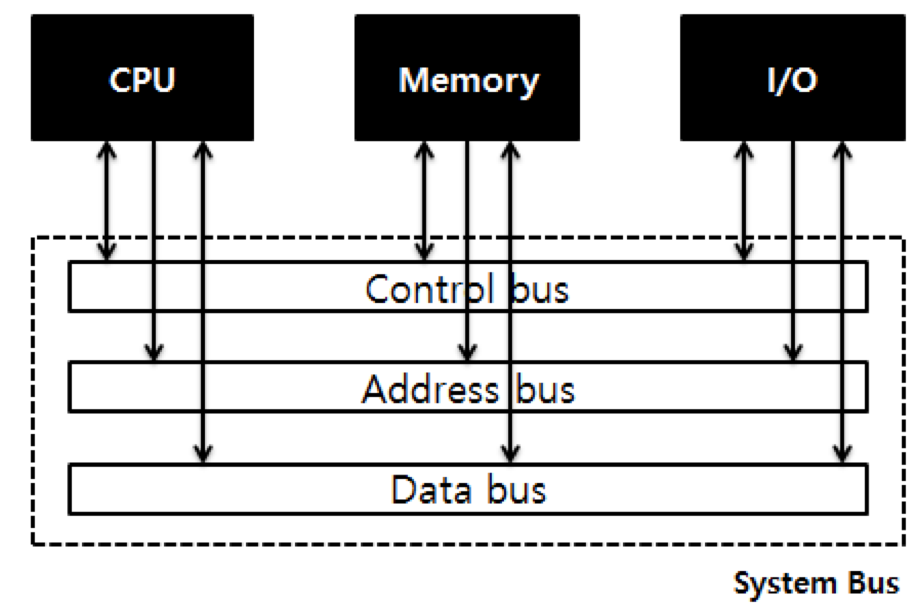 CPU
Memory
I/O
Control bus
Address bus
Data bus
System Bus